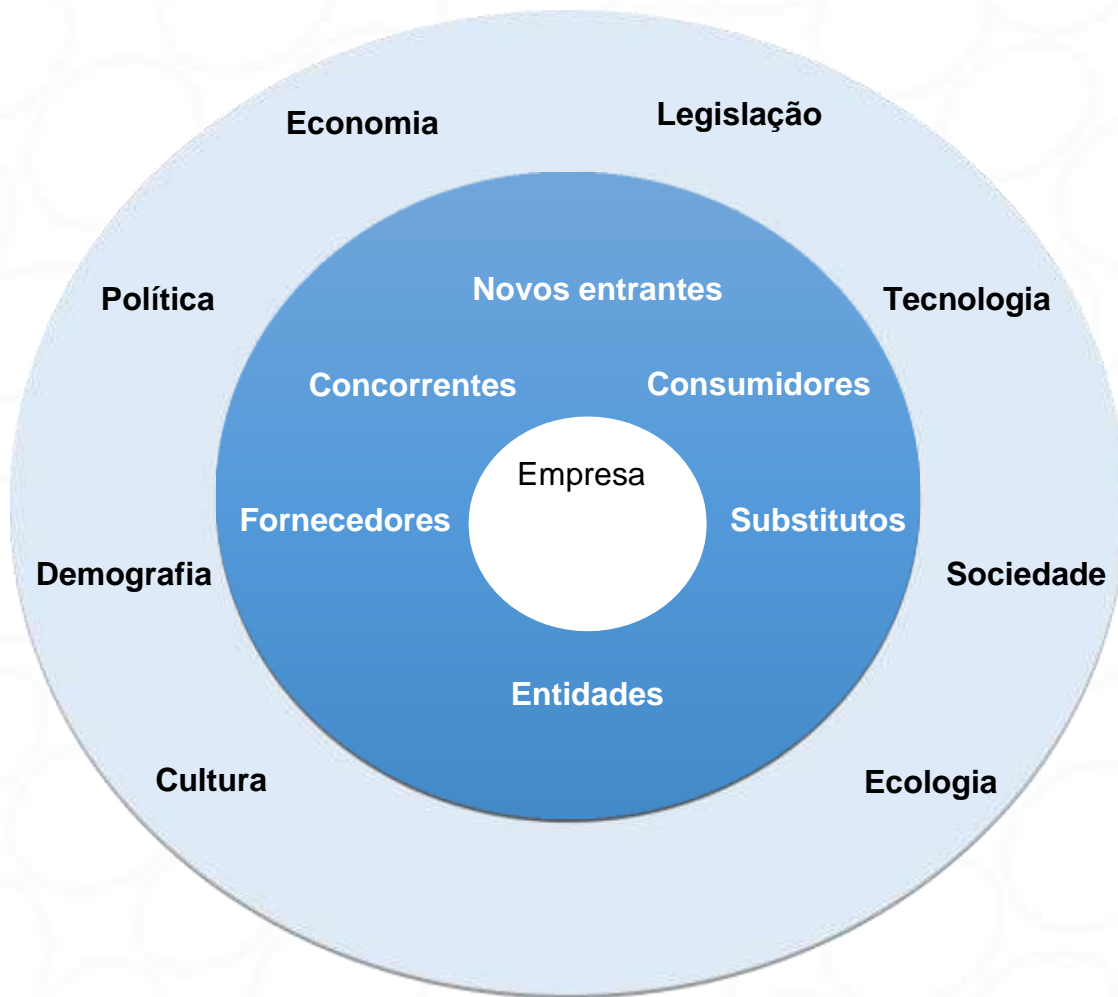 Economia
Legislação
Política
Novos entrantes
Tecnologia
Concorrentes
Consumidores
Empresa
Fornecedores
Substitutos
Demografia
Sociedade
Entidades
Cultura
Ecologia